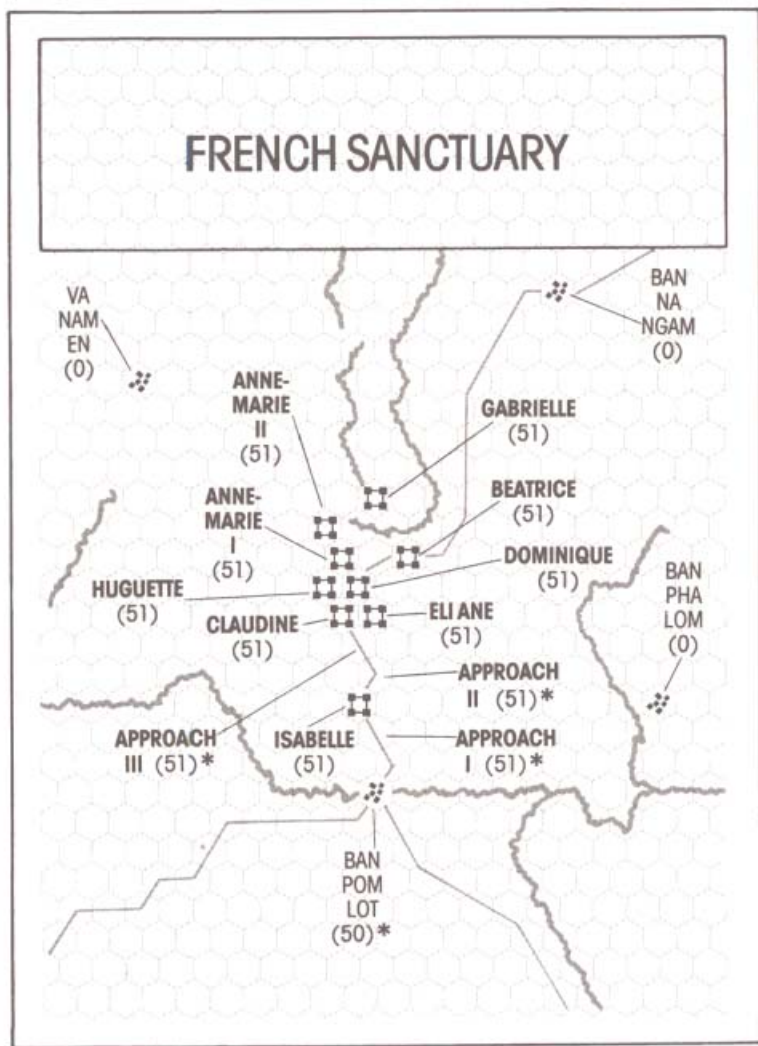 FRENCH SANCTUARY
VA
NAM
EN
(0)
BAN
NA
NGAM
(0)
ANNE-
MARIE
II
(51)
GABRIELLE
(51)
ANNE-
MARIE
I
(51)
BEATRICE
(51)
HUGUETTE
(51)
DOMINIQUE
(51)
BAN
PHA
LOM
(0)
CLAUDINE
(51)
ELIANE
(51)
APPROACH
II (51)*
APPROACH
III (51)*
ISABELLE
(51)
APPROACH
I (51)*
BAN
POM
LOT
(50)*